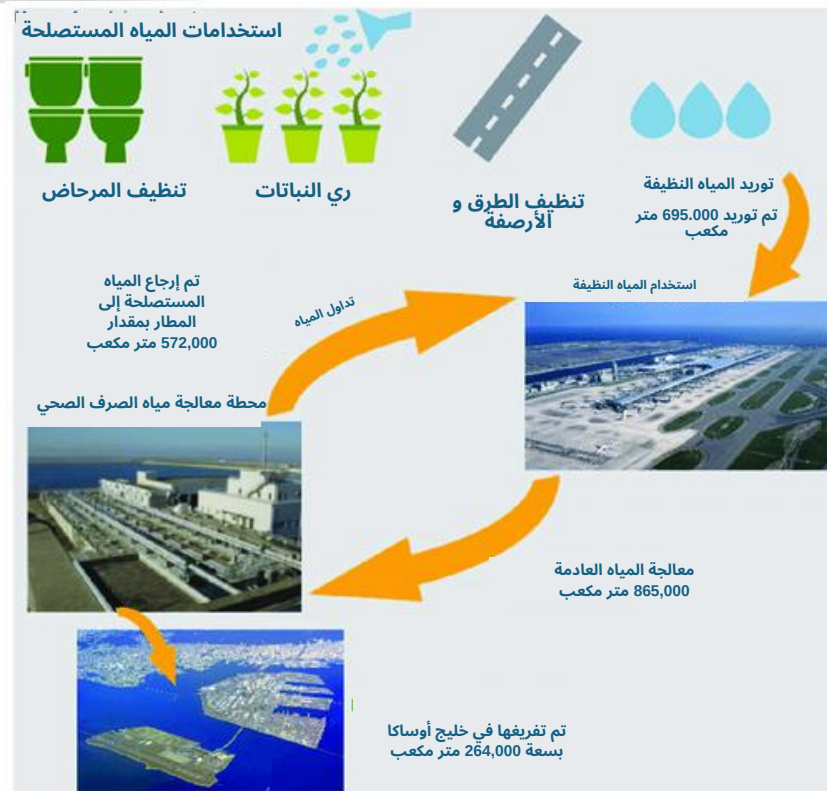 استخدامات المياه المستصلحة
تنظيف المرحاض
ري النباتات
تنظيف الطرق و
الأرصفة
توريد المياه النظيفة
تم توريد 695.000 متر
مكعب
استخدام المياه النظيفة
تداول المياه
تم إرجاع المياه
المستصلحة إلى
المطار بمقدار
572,000 متر مكعب
محطة معالجة مياه الصرف الصحي
معالجة المياه العادمة
865,000 متر مكعب
تم تفريغها في خليج أوساكا
بسعة 264,000 متر مكعب